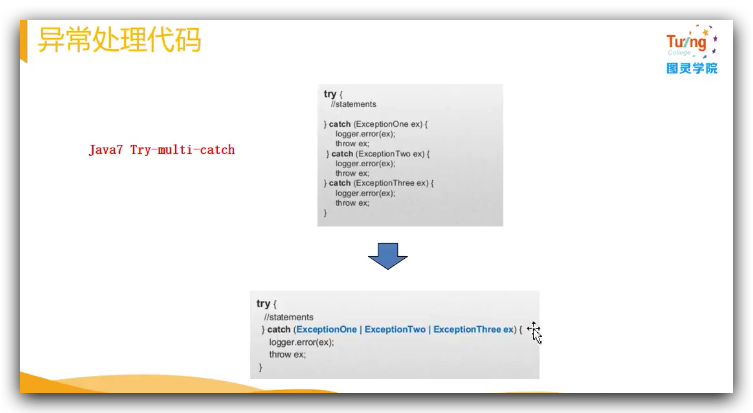 异常处理代码
Turing
College
图灵学院
Java7 Try-multi-catch
try {
//statements
} catch (ExceptionOne ex) {
logger.error(ex);
throw ex;
} catch (ExceptionTwo ex) {
logger.error(ex);
throw ex;
} catch (ExceptionThree ex) {
logger.error(ex);
throw ex;
}
try {
//statements
} catch (ExceptionOne | ExceptionTwo | ExceptionThree ex) {
logger.error(ex);
throw ex;
}